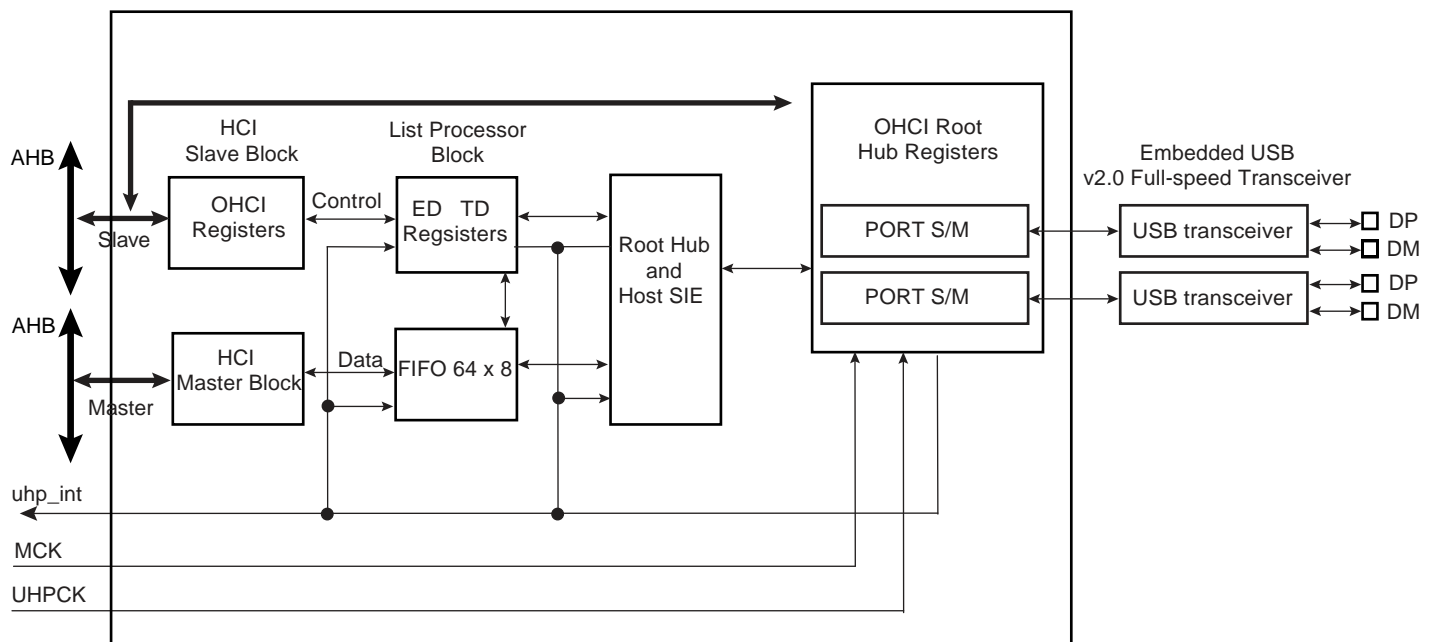 AHB
HCI
Slave Block
List Processor
Block
OHCI Root
Hub Registers
Embedded USB
v2.0 Full-speed Transceiver
Slave
OHCI
Registers
Control
ED TD
Regsisters
Root Hub
and
Host SIE
PORT S/M
USB transceiver
DP
DM
PORT S/M
USB transceiver
DP
DM
AHB
Master
HCI
Master Block
Data
FIFO 64 x 8
uhp_int
MCK
UHPCK